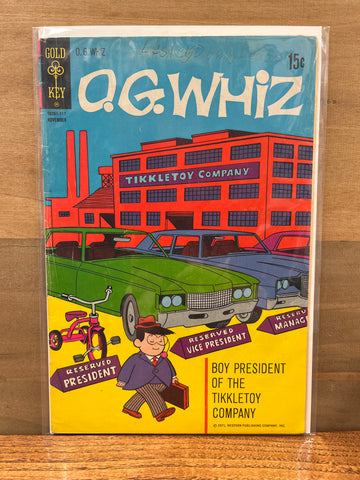 GOLD KEY
O. G. WHIZ
15¢
O.G. WHIZ
NOVEMBER
TIKKLETOY COMPANY
RESERVED
PRESIDENT
RESERVED
VICE PRESIDENT
RESERVED
BOY PRESIDENT
OF THE
TIKKLETOY
COMPANY
© 1971, WESTERN PUBLISHING COMPANY, INC.